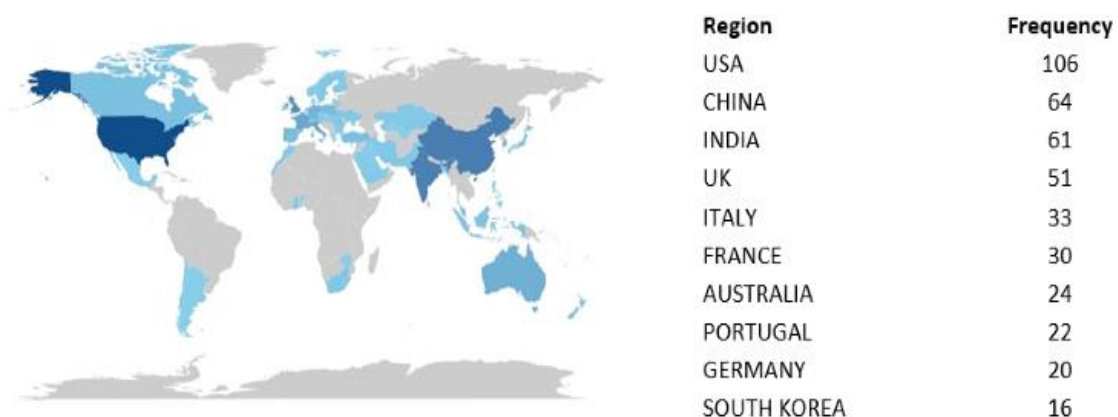 Region Frequency
USA 106
CHINA 64
INDIA 61
UK 51
ITALY 33
FRANCE 30
AUSTRALIA 24
PORTUGAL 22
GERMANY 20
SOUTH KOREA 16